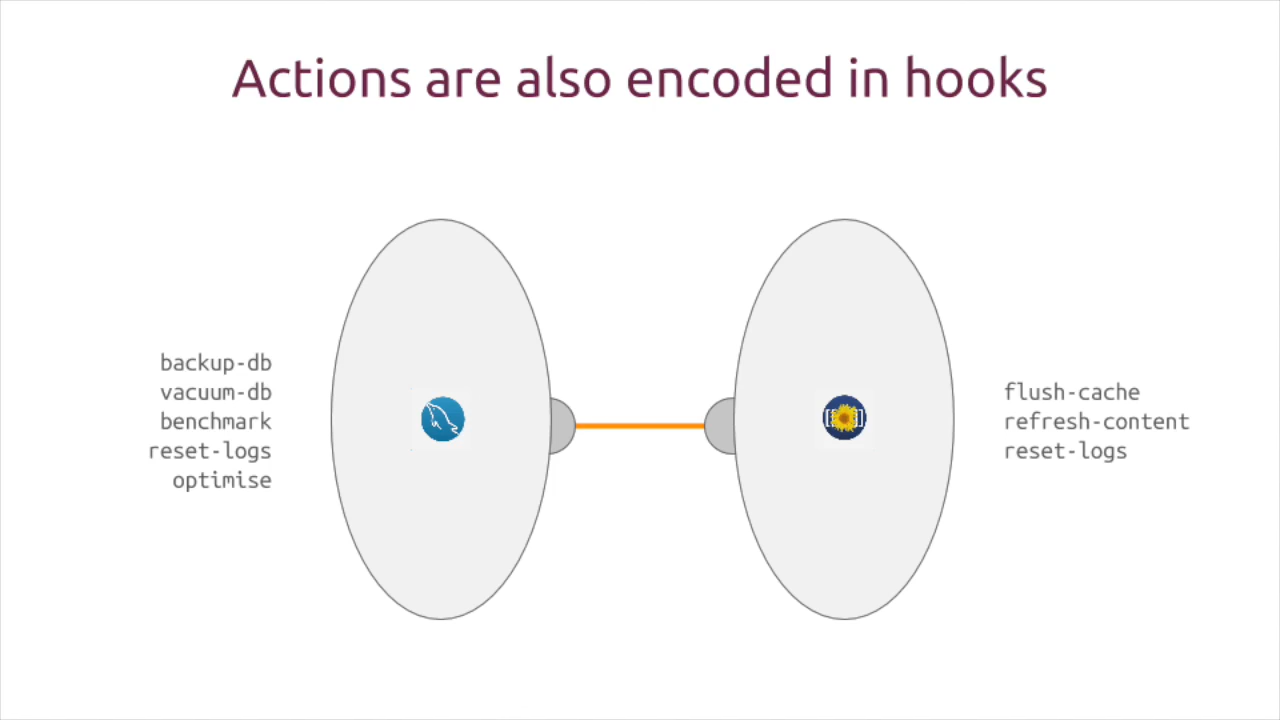 Actions are also encoded in hooks
backup-db
vacuum-db
benchmark
reset-logs
optimise
flush-cache
refresh-content
reset-logs